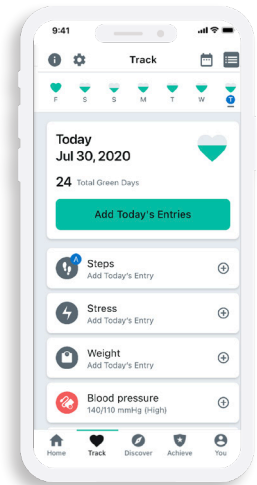 9:41
Track
F S S M T W T
Today
Jul 30, 2020
24 Total Green Days
Add Today's Entries
A
Steps
Add Today's Entry
Stress
Add Today's Entry
Weight
Add Today's Entry
Blood pressure
140/110 mmHg (High)
Home Track Discover Achieve You